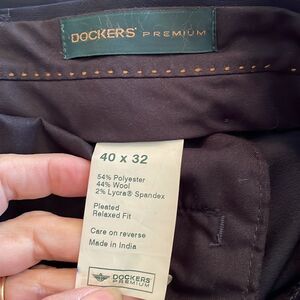 DOCKERS® PREMIUM
40 x 32
54% Polyester
44% Wool
2% Lycra® Spandex
Pleated
Relaxed Fit
Care on reverse
Made in India
DOCKERS
PREMIUM